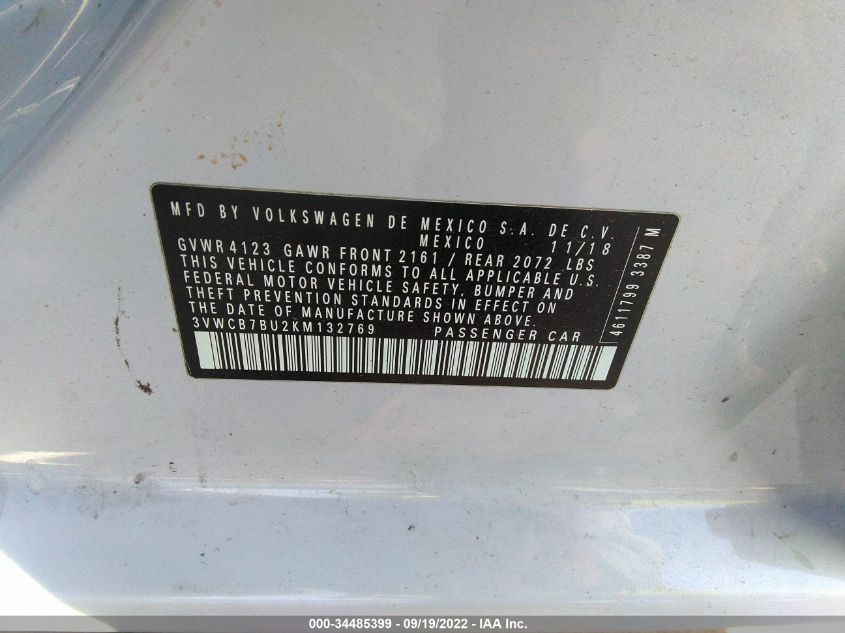 MFD BY VOLKSWAGEN DE MEXICO S.A. DE C.V.
MEXICO 11/18
GVWR 4123 GAWR FRONT 2161 / REAR 2072 LBS
THIS VEHICLE CONFORMS TO ALL APPLICABLE U.S.
FEDERAL MOTOR VEHICLE SAFETY, BUMPER AND
THEFT PREVENTION STANDARDS IN EFFECT ON
THE DATE OF MANUFACTURE SHOWN ABOVE.
3VWCB7BU2KM132769 PASSENGER CAR
4611799 3387 M
000-34485399 - 09/19/2022 - IAA Inc.